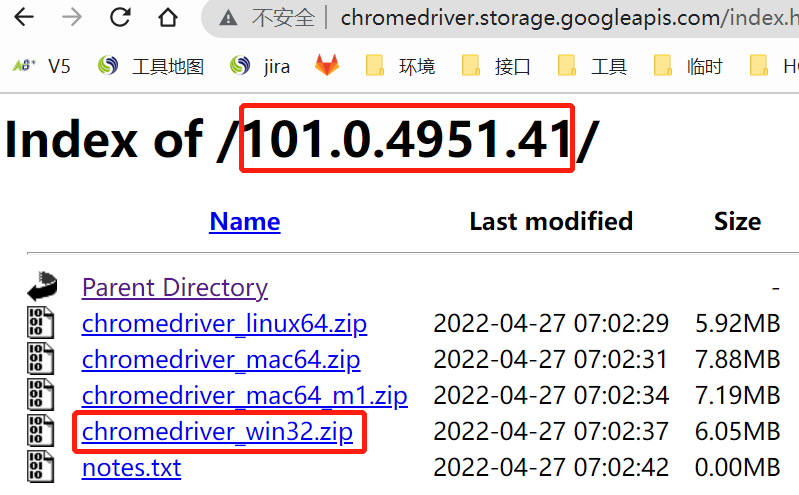 不安全 chromedriver.storage.googleapis.com/index.h
V5 工具地图 jira 环境 接口 工具 临时 HO
Index of /101.0.4951.41/
Name Last modified Size
Parent Directory -
chromedriver_linux64.zip 2022-04-27 07:02:29 5.92MB
chromedriver_mac64.zip 2022-04-27 07:02:31 7.88MB
chromedriver_mac64_m1.zip 2022-04-27 07:02:34 7.19MB
chromedriver_win32.zip 2022-04-27 07:02:37 6.05MB
notes.txt 2022-04-27 07:02:42 0.00MB